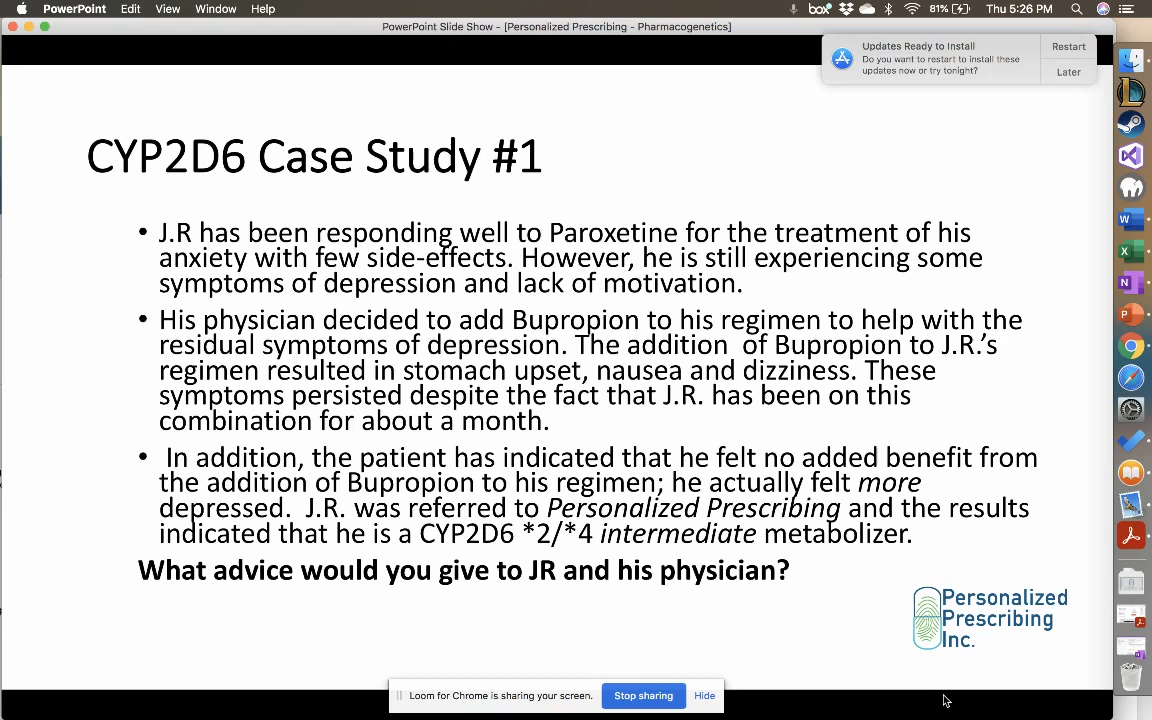 PowerPoint Edit View Window Help
box 81% Thu 5:26 PM
PowerPoint Slide Show - [Personalized Prescribing - Pharmacogenetics]
Updates Ready to Install
Do you want to restart to install these
updates now or try tonight?
Restart
Later
CYP2D6 Case Study #1
• J.R has been responding well to Paroxetine for the treatment of his
anxiety with few side-effects. However, he is still experiencing some
symptoms of depression and lack of motivation.
• His physician decided to add Bupropion to his regimen to help with the
residual symptoms of depression. The addition of Bupropion to J.R.’s
regimen resulted in stomach upset, nausea and dizziness. These
symptoms persisted despite the fact that J.R. has been on this
combination for about a month.
• In addition, the patient has indicated that he felt no added benefit from
the addition of Bupropion to his regimen; he actually felt more
depressed. J.R. was referred to Personalized Prescribing and the results
indicated that he is a CYP2D6 *2/*4 intermediate metabolizer.
What advice would you give to JR and his physician?
Personalized
Prescribing
Inc.
Loom for Chrome is sharing your screen. Stop sharing Hide